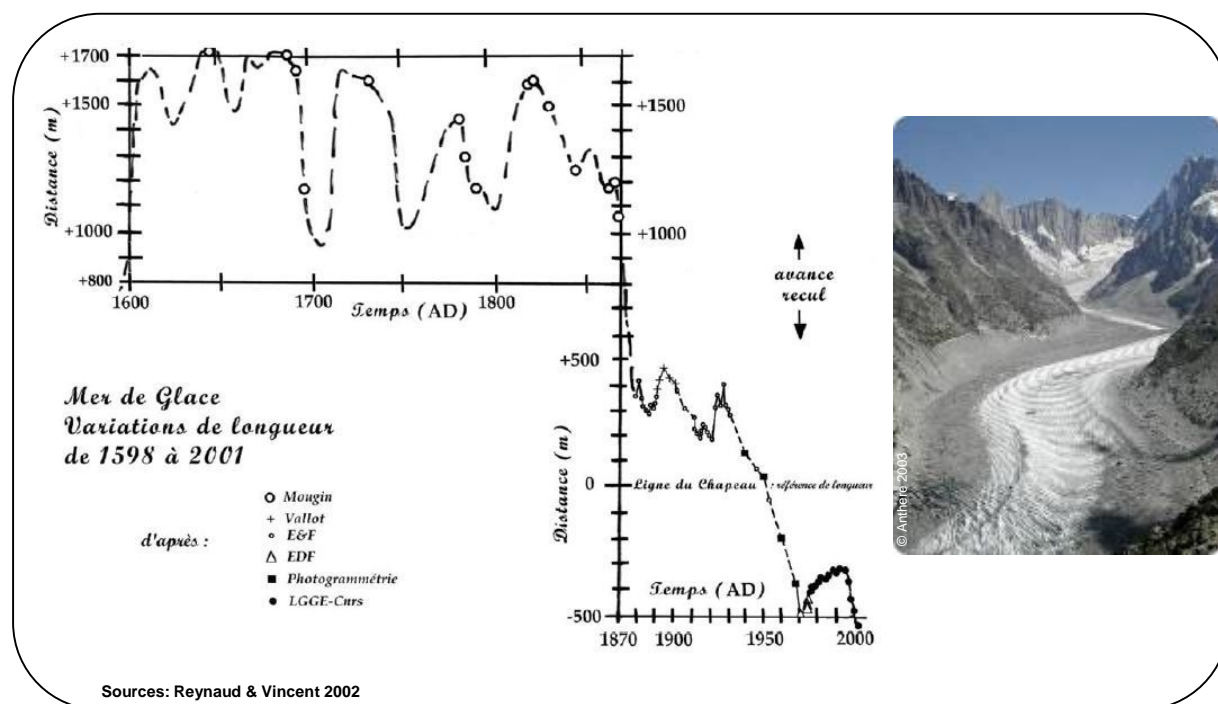 +1700
+1500
+1000
+800
Distance (m)
1600
1700
1800
Temps (AD)
+1500
+1000
avance
recul
+500
0
-500
Distance (m)
Ligne du Chapeau : référence de longueur
Temps (AD)
1870
1900
1950
2000
Mer de Glace
Variations de longueur
de 1598 à 2001
d'après :
Mougin
Vallot
E&F
EDF
Photogrammétrie
LGGE-Cnrs
© Anthere 2003
Sources: Reynaud & Vincent 2002